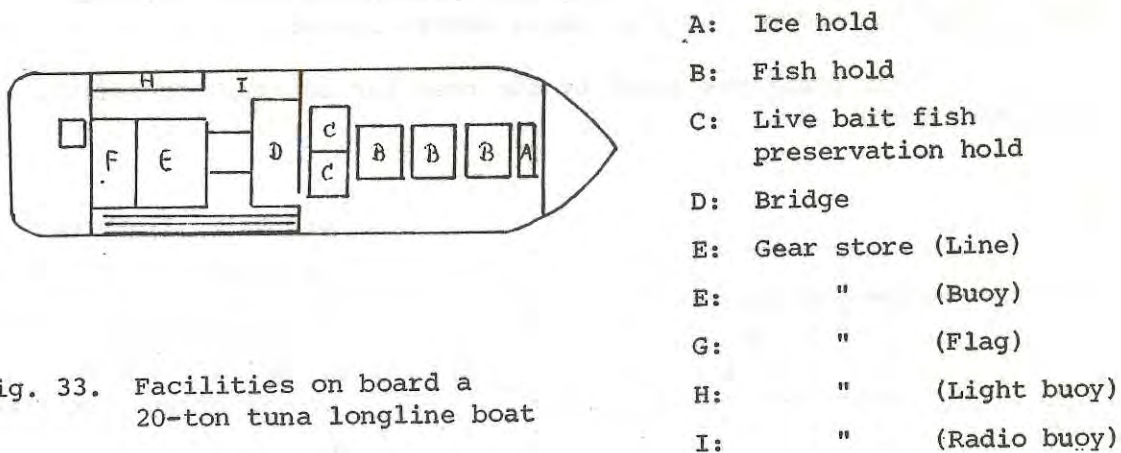 A: Ice hold
B: Fish hold
C: Live bait fish
preservation hold
D: Bridge
E: Gear store (Line)
E: " (Buoy)
G: " (Flag)
H: " (Light buoy)
I: " (Radio buoy)
H
I
F
E
D
C
C
B
B
B
A
ig. 33. Facilities on board a
20-ton tuna longline boat